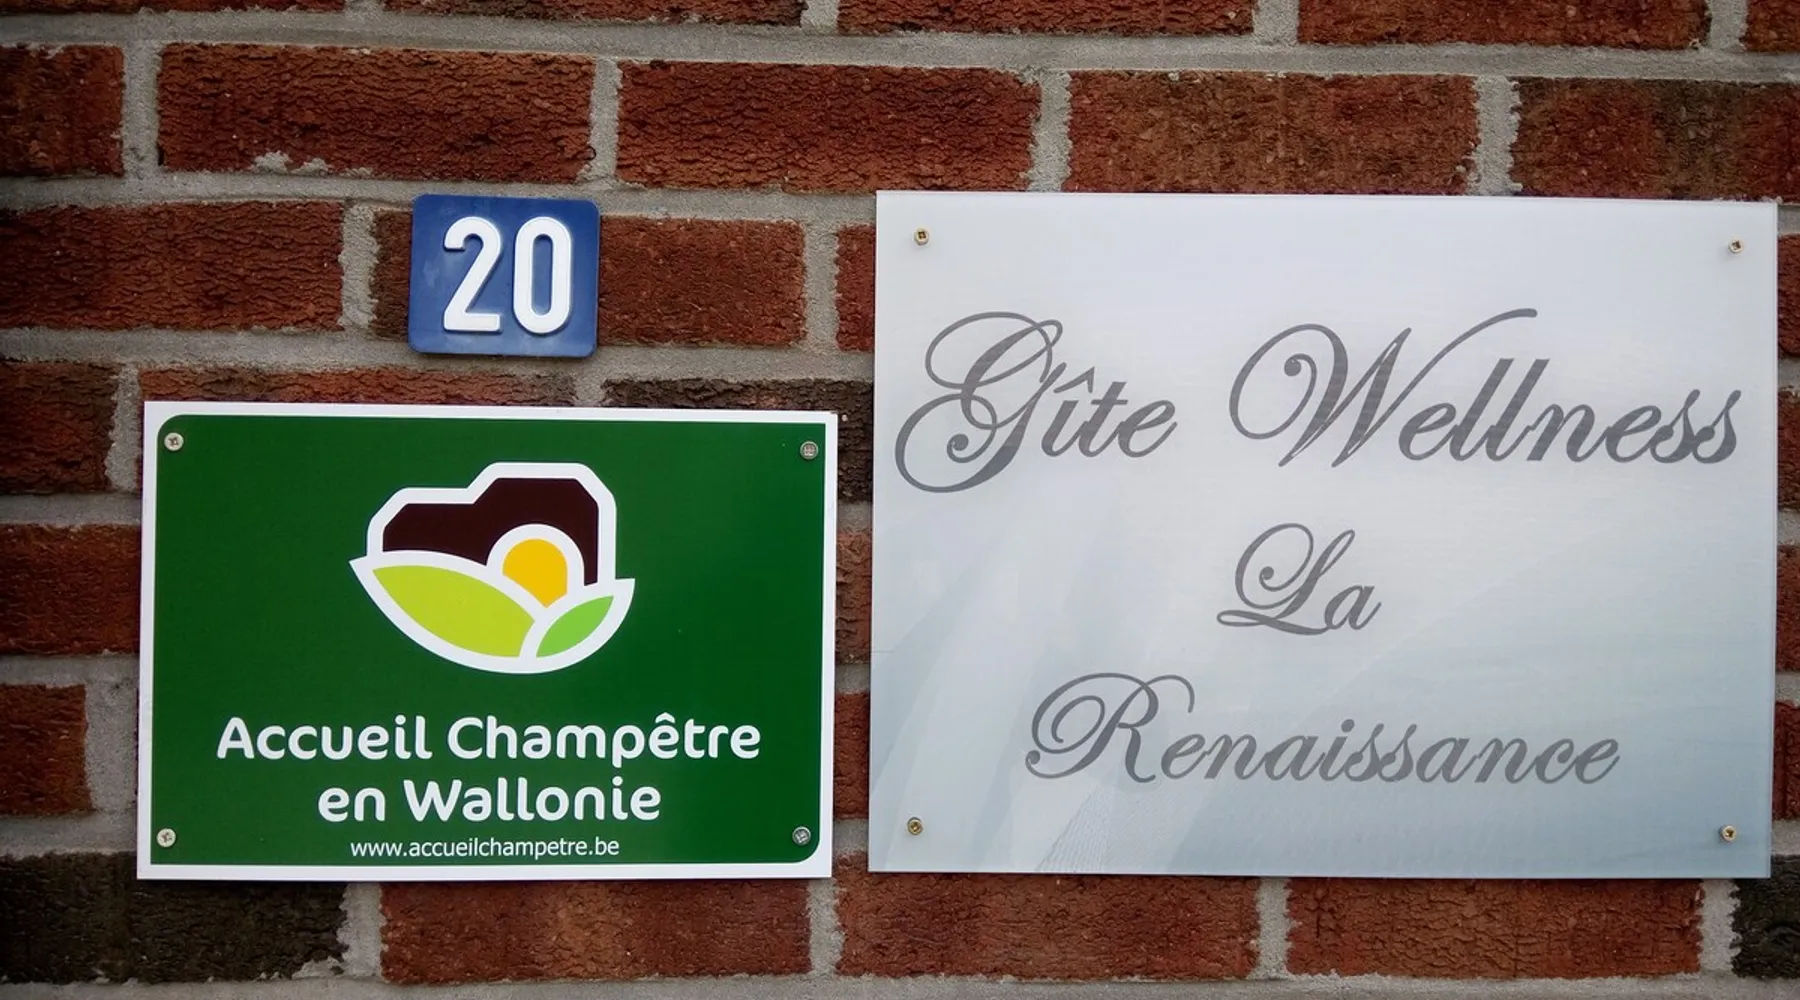 20
Accueil Champêtre
en Wallonie
www.accueilchampetre.be
Gîte Wellness
La
Renaissance